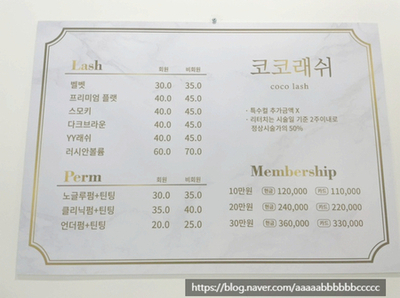 Lash 회원 비회원
벨벳 30.0 35.0
프리미엄 플랫 40.0 45.0
스모키 40.0 45.0
다크브라운 40.0 45.0
YY래쉬 40.0 45.0
러시안볼륨 60.0 70.0
Perm 회원 비회원
노글루펌+틴팅 30.0 35.0
클리닉펌+틴팅 35.0 40.0
언더펌+틴팅 20.0 25.0
코코래쉬
coco lash
- 특수컬 추가금액 X
- 리터치는 시술일 기준 2주이내로
정상시술가의 50%
Membership
10만원 현금 120,000 카드 110,000
20만원 현금 240,000 카드 220,000
30만원 현금 360,000 카드 330,000
https://blog.naver.com/aaaaabbbbbbccccc